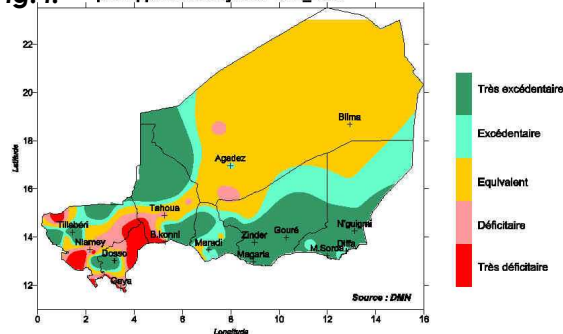 22
20
18
16
14
12
Latitude
0 2 4 6 8 10 12 14 16
Longitude
Bilma
Agadez
Tahoua
Tillabéri
Niamey
B.konni
Dosso
Gaya
Maradi
Zinder
Gouré
N'guigmi
Magaria
M.Soroa
Diffa
Source : DMN
Très excédentaire
Excédentaire
Equivalent
Déficitaire
Très déficitaire